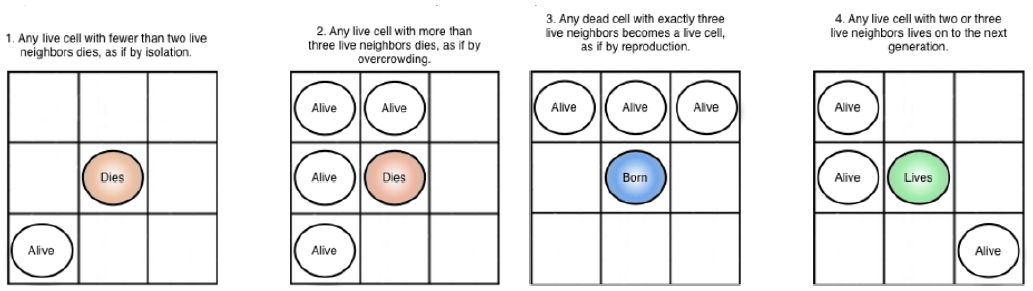 1. Any live cell with fewer than two live
neighbors dies, as if by isolation.
Dies
Alive
2. Any live cell with more than
three live neighbors dies, as if by
overcrowding.
Alive
Alive
Alive
Dies
Alive
3. Any dead cell with exactly three
live neighbors becomes a live cell,
as if by reproduction.
Alive
Alive
Alive
Born
4. Any live cell with two or three
live neighbors lives on to the next
generation.
Alive
Alive
Lives
Alive